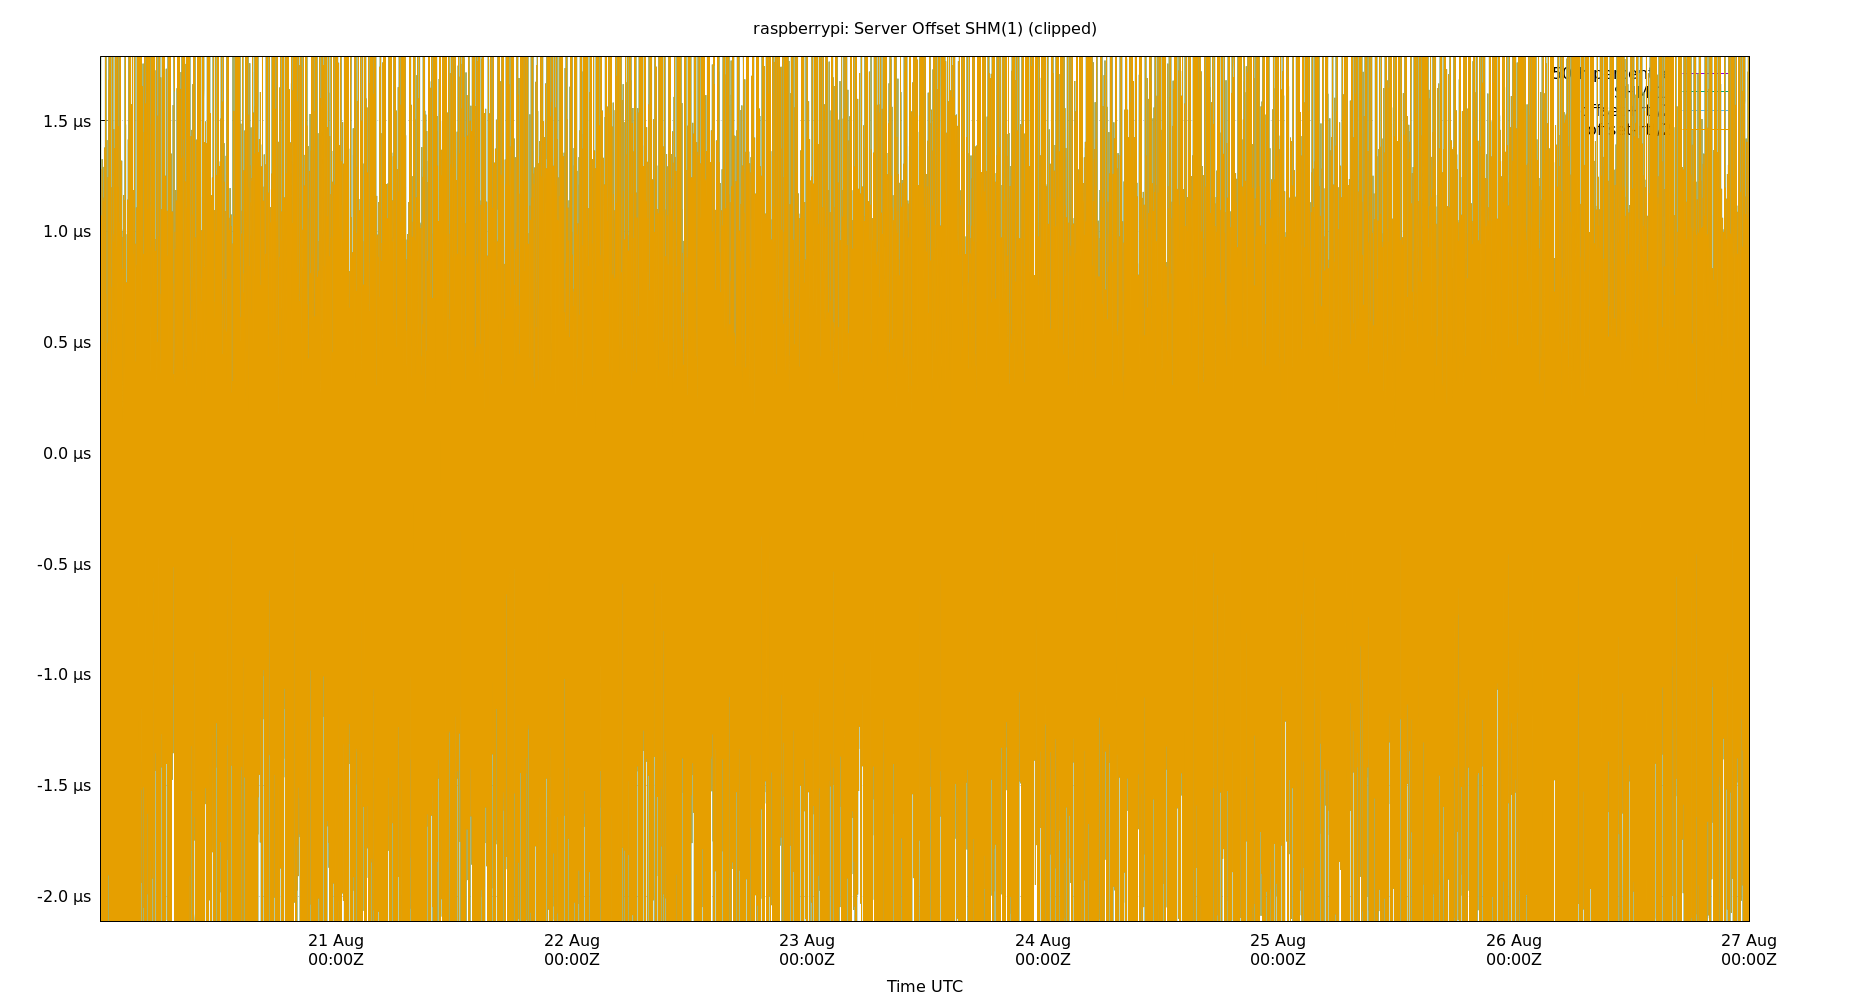 raspberrypi: Server Offset SHM(1) (clipped)
1.5 µs
1.0 µs
0.5 µs
0.0 µs
-0.5 µs
-1.0 µs
-1.5 µs
-2.0 µs
21 Aug
00:00Z
22 Aug
00:00Z
23 Aug
00:00Z
24 Aug
00:00Z
25 Aug
00:00Z
26 Aug
00:00Z
27 Aug
00:00Z
Time UTC